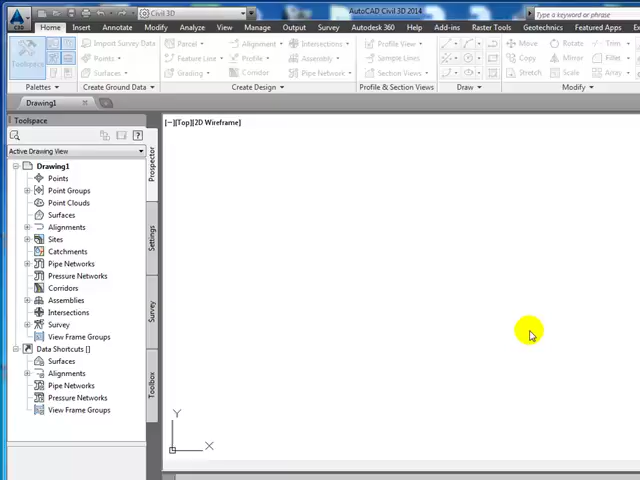 Civil 3D
AutoCAD Civil 3D 2014
Type a keyword or phrase
Home Insert Annotate Modify Analyze View Manage Output Survey Autodesk 360 Help Add-ins Raster Tools Geotechnics Featured Apps
Toolspace
Import Survey Data
Points
Surfaces
Parcel
Feature Line
Grading
Alignment
Profile
Corridor
Intersections
Assembly
Pipe Network
Profile View
Sample Lines
Section Views
Move
Copy
Stretch
Rotate
Mirror
Scale
Trim
Fillet
Array
Palettes
Create Ground Data
Create Design
Profile & Section Views
Draw
Modify
Drawing1
Toolspace
[−][Top][2D Wireframe]
Active Drawing View
Drawing1
Points
Point Groups
Point Clouds
Surfaces
Alignments
Sites
Catchments
Pipe Networks
Pressure Networks
Corridors
Assemblies
Intersections
Survey
View Frame Groups
Data Shortcuts []
Surfaces
Alignments
Pipe Networks
Pressure Networks
View Frame Groups
Prospector
Settings
Survey
Toolbox
Y
X